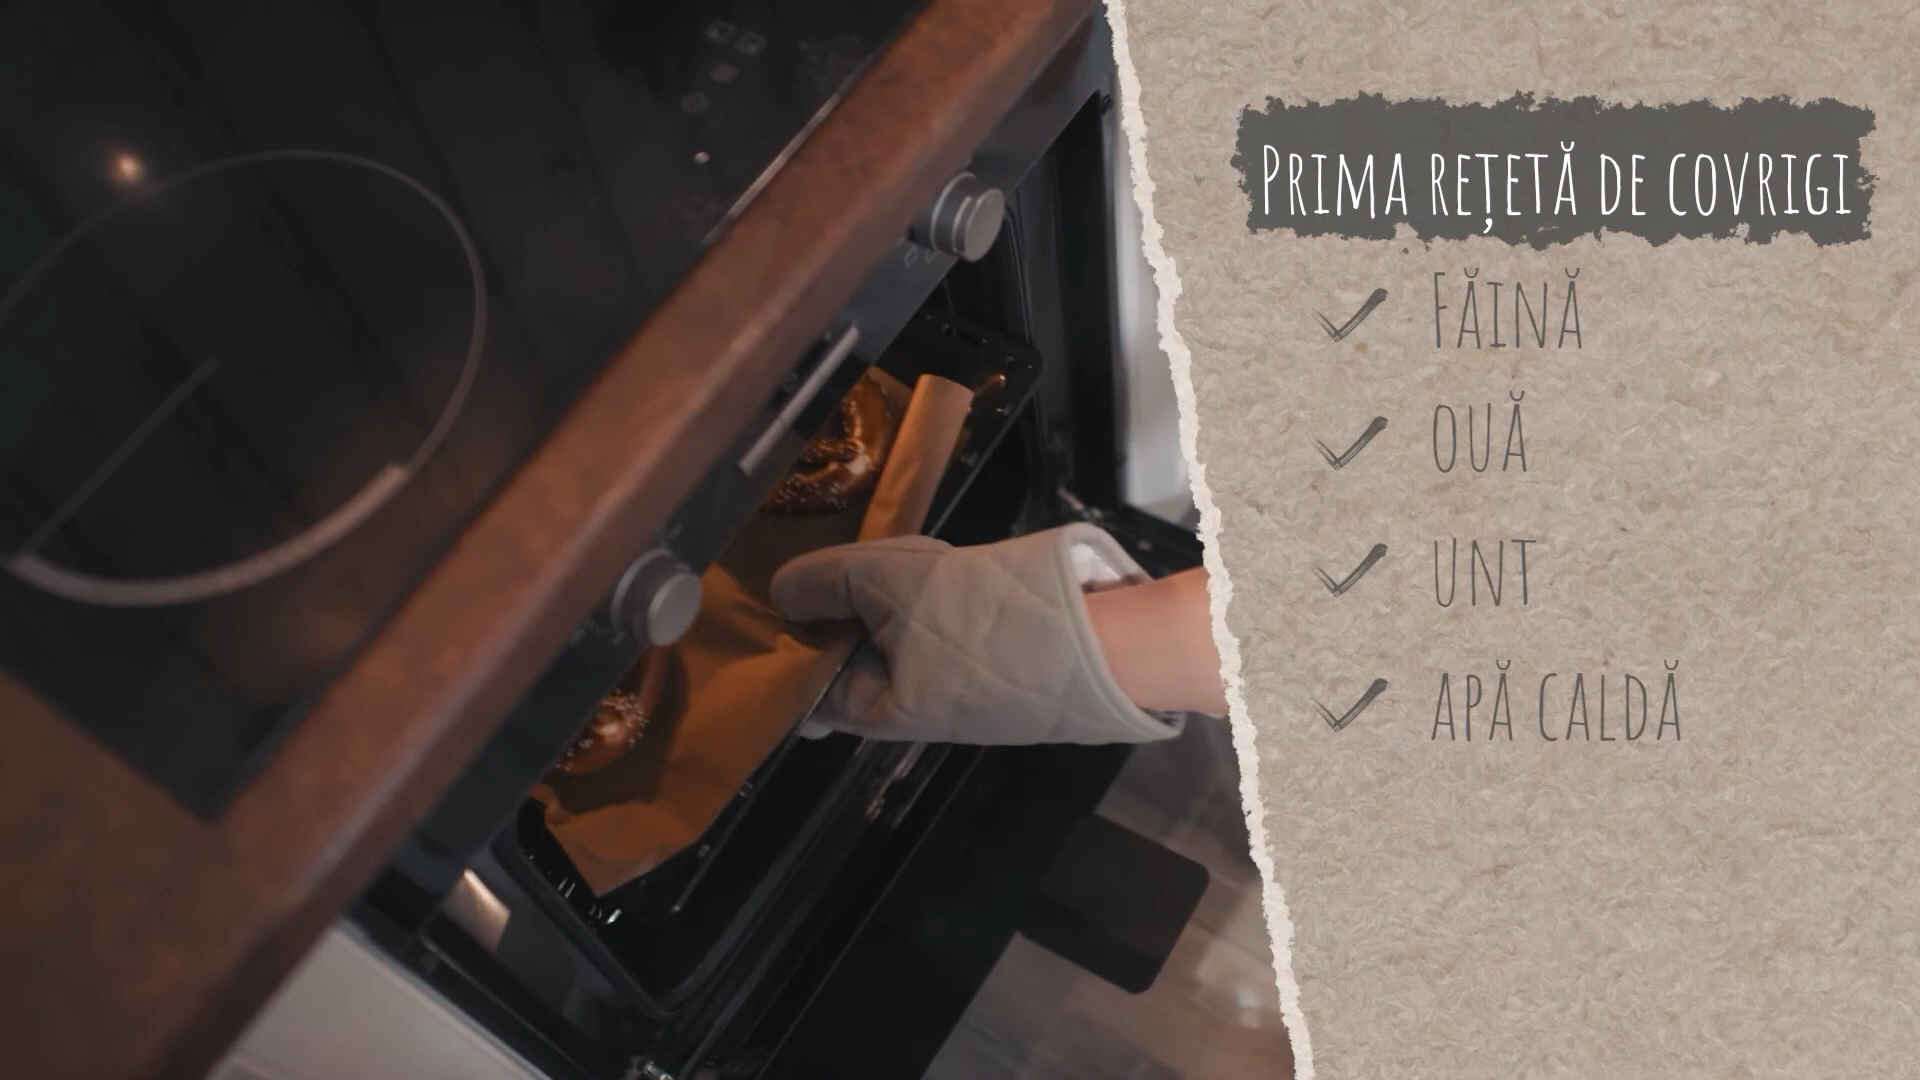 PRIMA REȚETĂ DE COVRIGI
FĂINĂ
OUĂ
UNT
APĂ CALDĂ